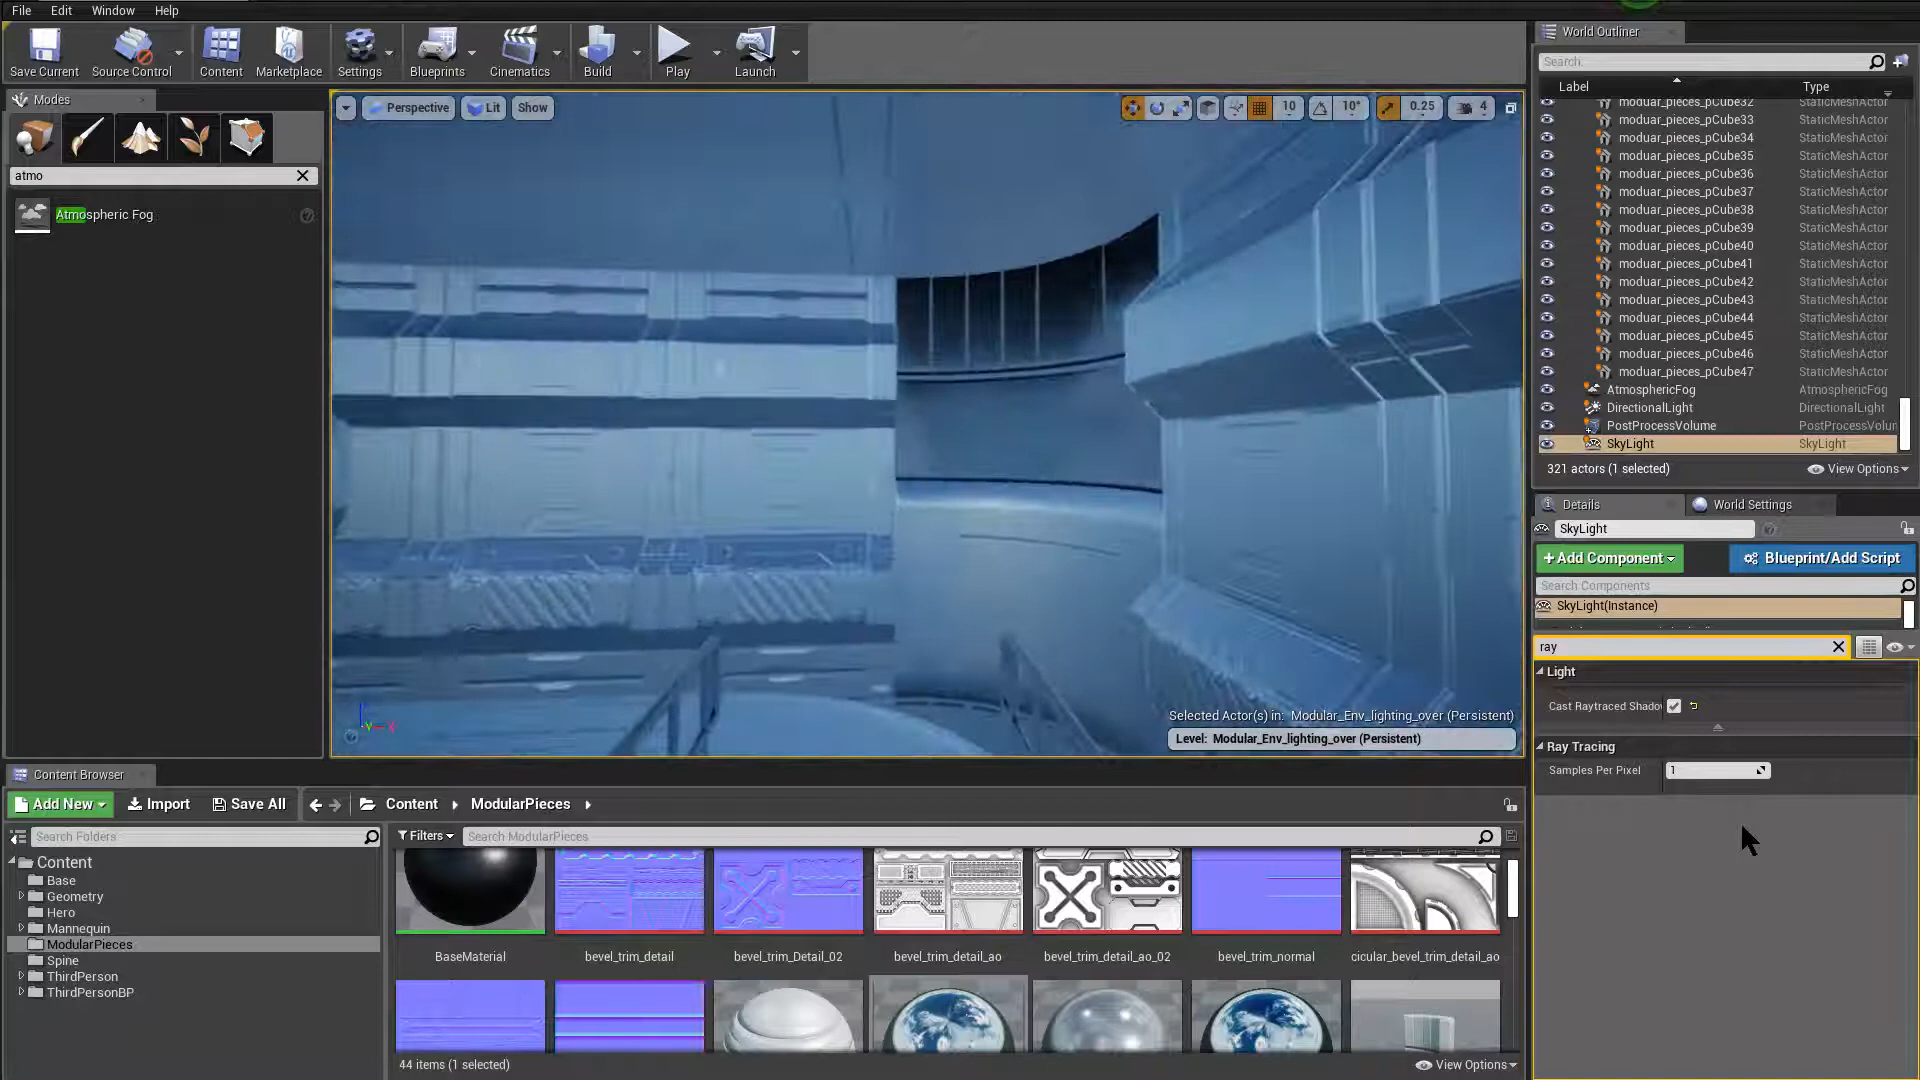 File Edit Window Help
Save Current Source Control Content Marketplace Settings Blueprints Cinematics Build Play Launch
Modes
atmo
Atmospheric Fog
Perspective Lit Show
10 10° 0.25 4
Selected Actor(s) in: Modular_Env_lighting_over (Persistent)
Level: Modular_Env_lighting_over (Persistent)
World Outliner
Search
Label Type
moduar_pieces_pCube32 StaticMeshActor
moduar_pieces_pCube33 StaticMeshActor
moduar_pieces_pCube34 StaticMeshActor
moduar_pieces_pCube35 StaticMeshActor
moduar_pieces_pCube36 StaticMeshActor
moduar_pieces_pCube37 StaticMeshActor
moduar_pieces_pCube38 StaticMeshActor
moduar_pieces_pCube39 StaticMeshActor
moduar_pieces_pCube40 StaticMeshActor
moduar_pieces_pCube41 StaticMeshActor
moduar_pieces_pCube42 StaticMeshActor
moduar_pieces_pCube43 StaticMeshActor
moduar_pieces_pCube44 StaticMeshActor
moduar_pieces_pCube45 StaticMeshActor
moduar_pieces_pCube46 StaticMeshActor
moduar_pieces_pCube47 StaticMeshActor
AtmosphericFog AtmosphericFog
DirectionalLight DirectionalLight
PostProcessVolume PostProcessVolun
SkyLight SkyLight
321 actors (1 selected) View Options
Details World Settings
SkyLight
+Add Component Blueprint/Add Script
Search Components
SkyLight(Instance)
ray
Light
Cast Raytraced Shado
Ray Tracing
Samples Per Pixel 1
Content Browser
Add New Import Save All Content ModularPieces
Search Folders
Filters Search ModularPieces
Content
Base
Geometry
Hero
Mannequin
ModularPieces
Spine
ThirdPerson
ThirdPersonBP
BaseMaterial bevel_trim_detail bevel_trim_Detail_02 bevel_trim_detail_ao bevel_trim_detail_ao_02 bevel_trim_normal cicular_bevel_trim_detail_ao
44 items (1 selected) View Options